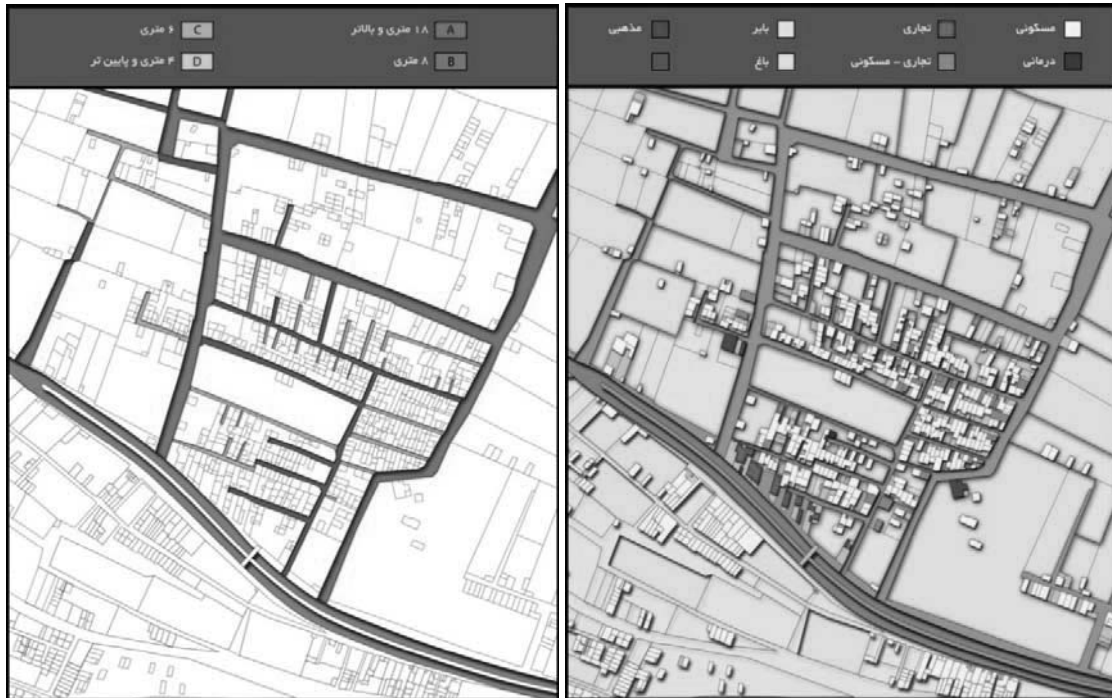 A ۱۸ متری و بالاتر
C ۶ متری
B ۸ متری
D ۴ متری و پایین تر
مسکونی
تجاری
بایر
مذهبی
درمانی
تجاری - مسکونی
باغ